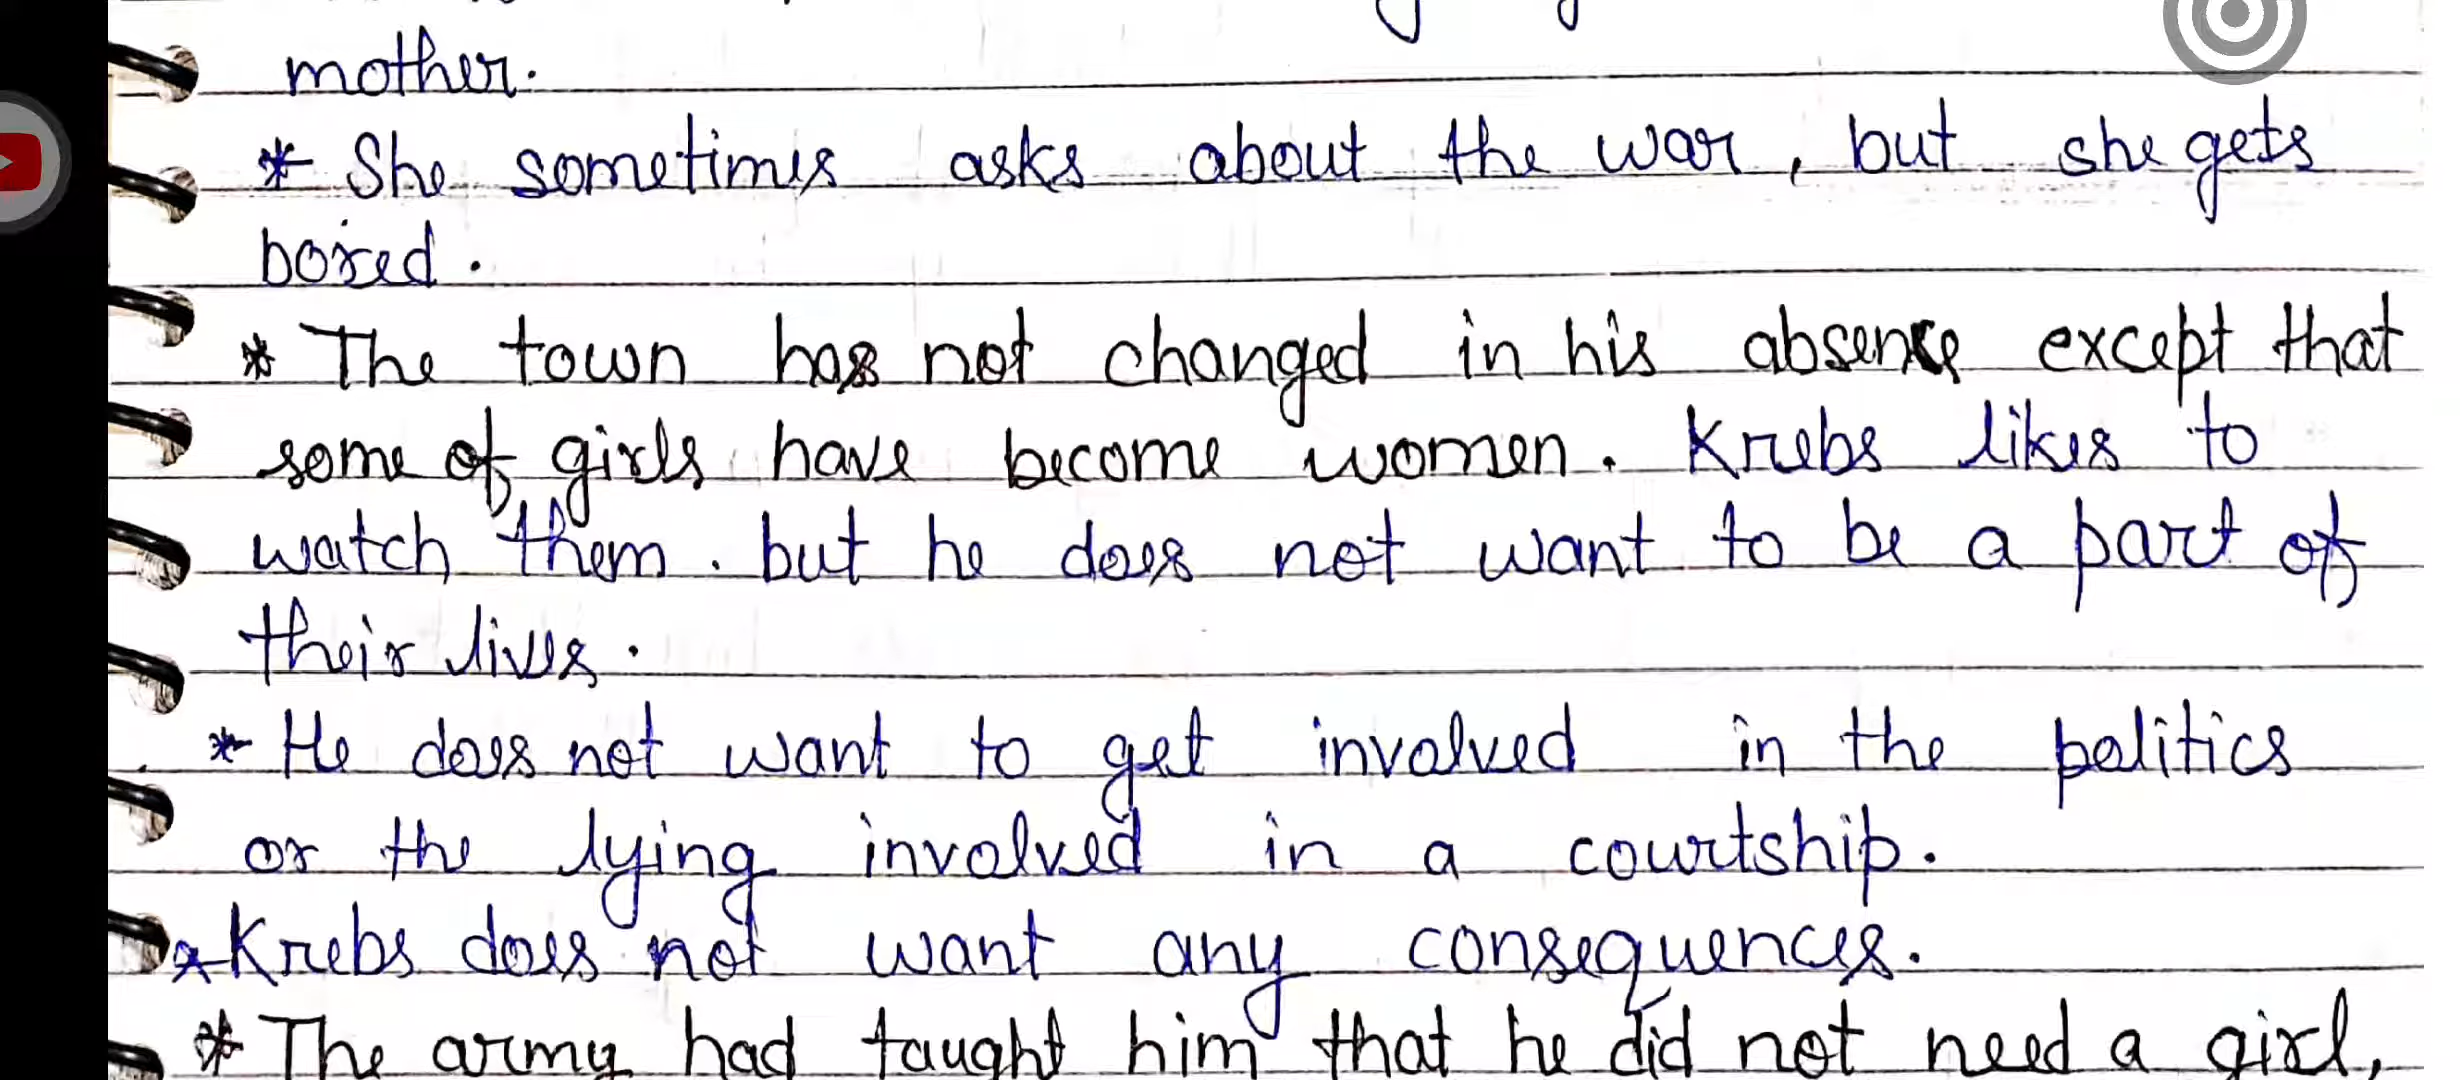 mother.
* She sometimes asks about the war, but she gets
bored.
* The town has not changed in his absence except that
some of girls have become women. Krebs likes to
watch them. but he does not want to be a part of
their lives.
* He does not want to get involved in the politics
or the lying involved in a courtship.
* Krebs does not want any consequences.
* The army had taught him that he did not need a girl,